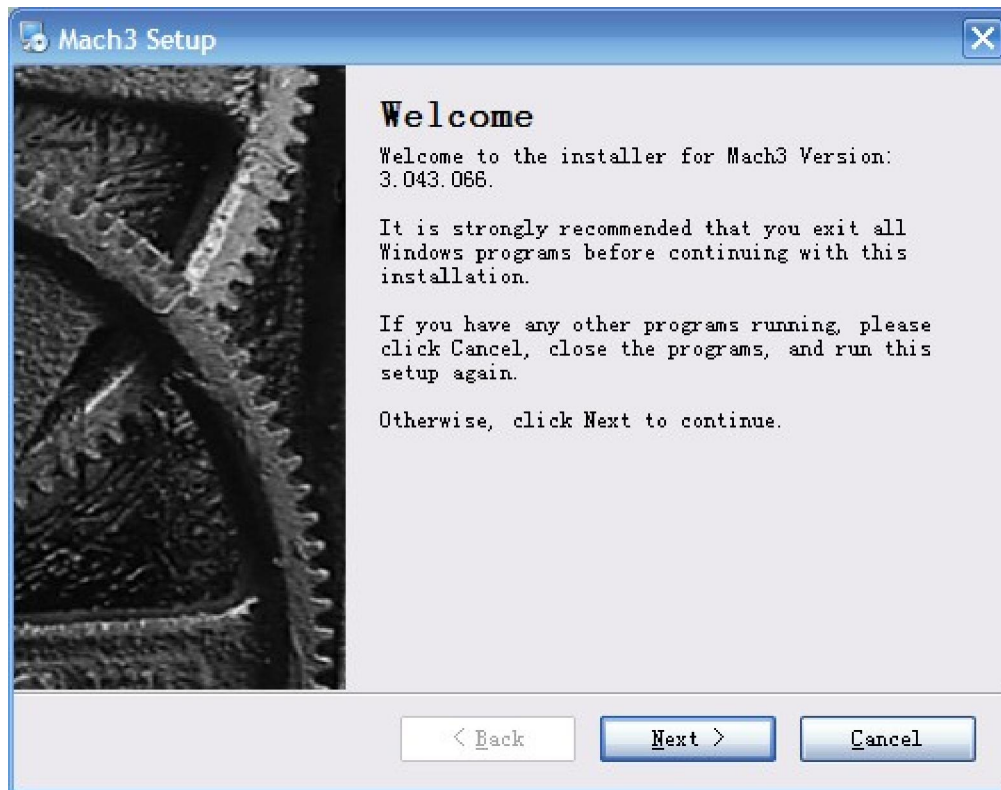 Mach3 Setup
Welcome
Welcome to the installer for Mach3 Version:
3.043.066.
It is strongly recommended that you exit all
Windows programs before continuing with this
installation.
If you have any other programs running, please
click Cancel, close the programs, and run this
setup again.
Otherwise, click Next to continue.
< Back
Next >
Cancel